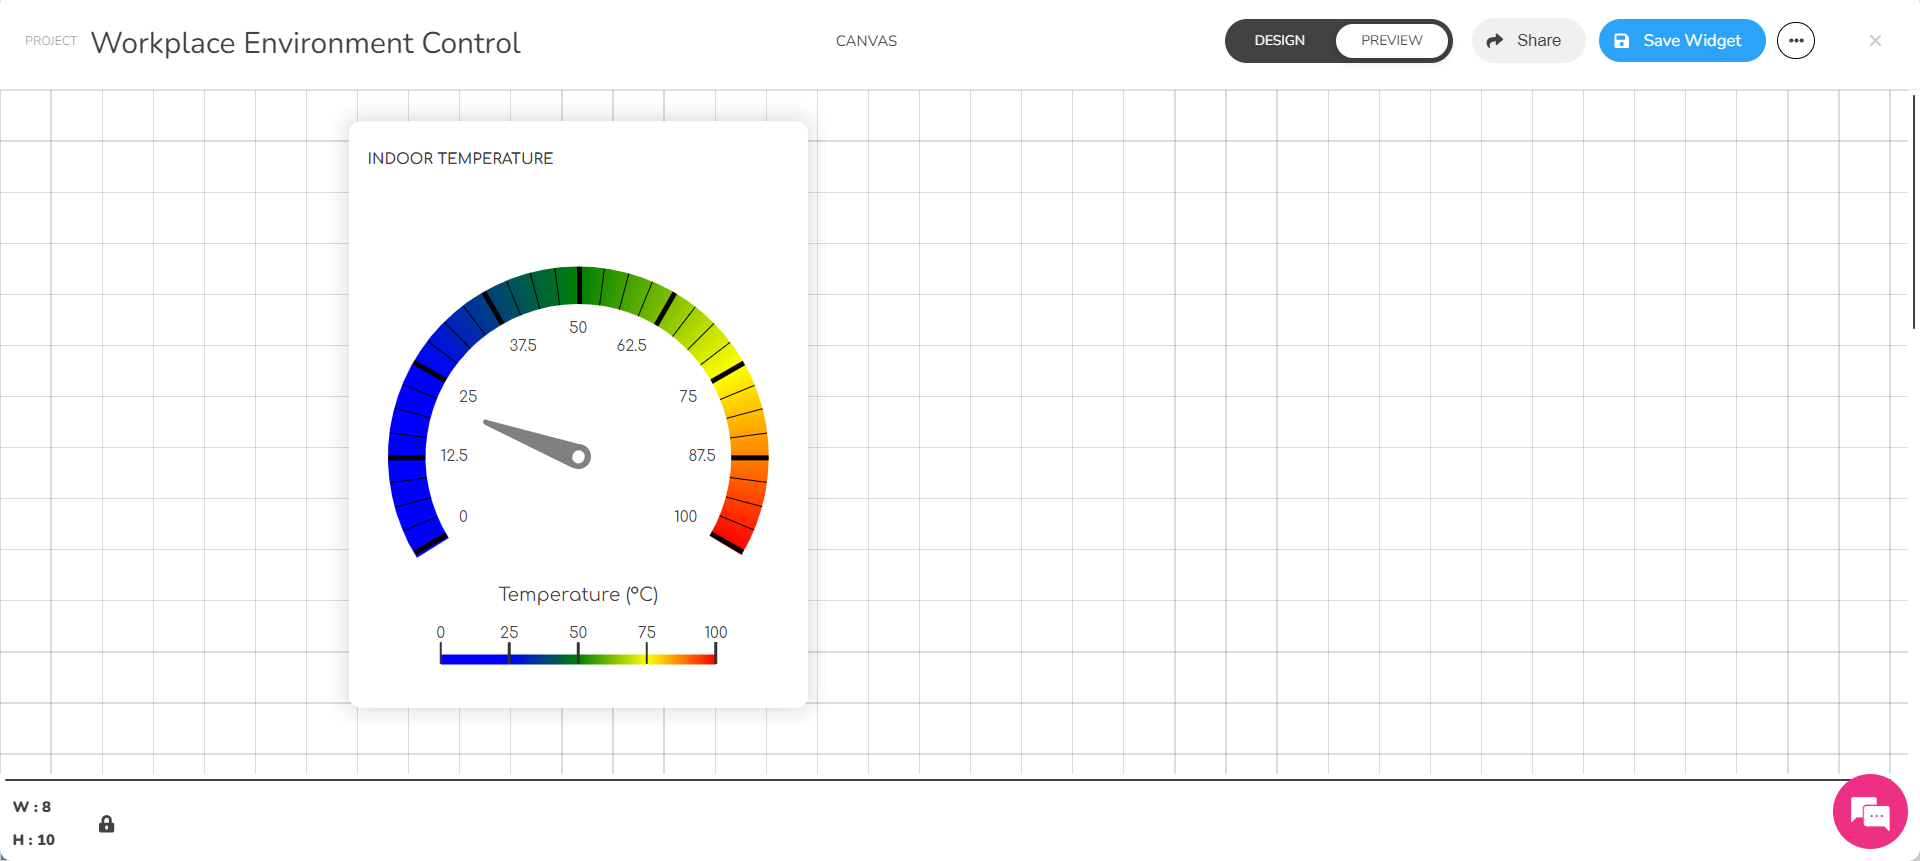 PROJECT Workplace Environment Control CANVAS DESIGN PREVIEW Share Save Widget
INDOOR TEMPERATURE
50
37.5 62.5
25 75
12.5 87.5
0 100
Temperature (°C)
0 25 50 75 100
W : 8
H : 10